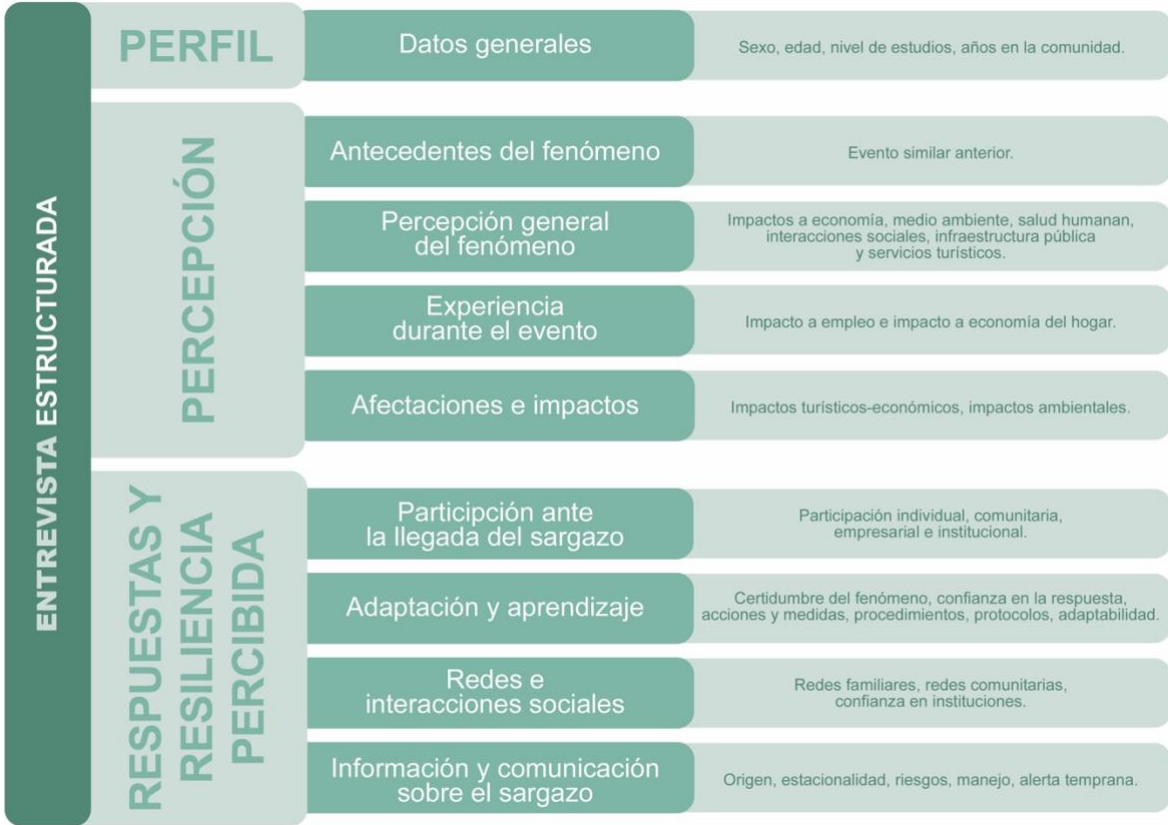 ENTREVISTA ESTRUCTURADA
PERFIL
Datos generales
Sexo, edad, nivel de estudios, años en la comunidad.
PERCEPCIÓN
Antecedentes del fenómeno
Evento similar anterior.
Percepción general
del fenómeno
Impactos a economía, medio ambiente, salud humanan,
interacciones sociales, infraestructura pública
y servicios turísticos.
Experiencia
durante el evento
Impacto a empleo e impacto a economía del hogar.
Afectaciones e impactos
Impactos turísticos-económicos, impactos ambientales.
RESPUESTAS Y
RESILIENCIA
PERCIBIDA
Participción ante
la llegada del sargazo
Participación individual, comunitaria,
empresarial e institucional.
Adaptación y aprendizaje
Certidumbre del fenómeno, confianza en la respuesta,
acciones y medidas, procedimientos, protocolos, adaptabilidad.
Redes e
interacciones sociales
Redes familiares, redes comunitarias,
confianza en instituciones.
Información y comunicación
sobre el sargazo
Origen, estacionalidad, riesgos, manejo, alerta temprana.